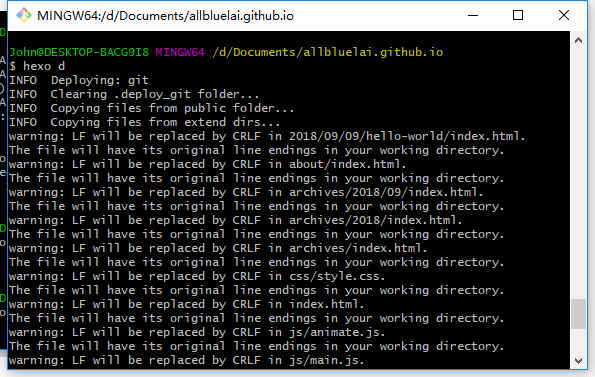 MINGW64:/d/Documents/allbluelai.github.io
John@DESKTOP-BACG9I8 MINGW64 /d/Documents/allbluelai.github.io
$ hexo d
INFO  Deploying: git
INFO  Clearing .deploy_git folder...
INFO  Copying files from public folder...
INFO  Copying files from extend dirs...
warning: LF will be replaced by CRLF in 2018/09/09/hello-world/index.html.
The file will have its original line endings in your working directory.
warning: LF will be replaced by CRLF in about/index.html.
The file will have its original line endings in your working directory.
warning: LF will be replaced by CRLF in archives/2018/09/index.html.
The file will have its original line endings in your working directory.
warning: LF will be replaced by CRLF in archives/2018/index.html.
The file will have its original line endings in your working directory.
warning: LF will be replaced by CRLF in archives/index.html.
The file will have its original line endings in your working directory.
warning: LF will be replaced by CRLF in css/style.css.
The file will have its original line endings in your working directory.
warning: LF will be replaced by CRLF in index.html.
The file will have its original line endings in your working directory.
warning: LF will be replaced by CRLF in js/animate.js.
The file will have its original line endings in your working directory.
warning: LF will be replaced by CRLF in js/main.js.